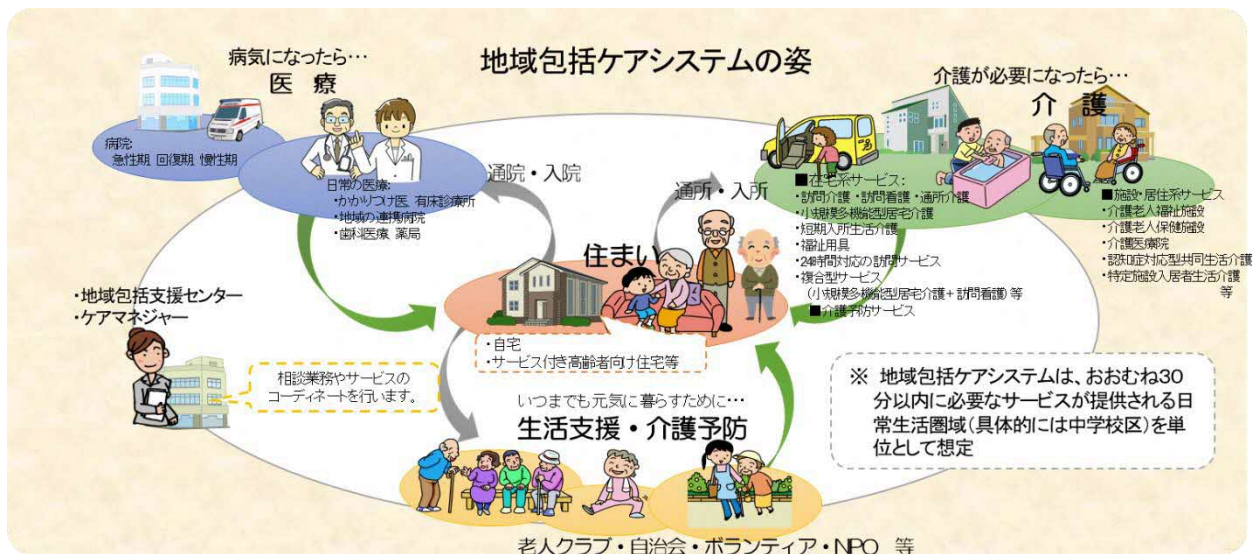 地域包括ケアシステムの姿
病気になったら…
医 療
病院:
急性期 回復期 慢性期
日常の医療:
・かかりつけ医、有床診療所
・地域の連携病院
・歯科医療、薬局
通院・入院
通所・入所
介護が必要になったら…
介 護
■在宅系サービス:
・訪問介護 ・訪問看護 ・通所介護
・小規模多機能型居宅介護
・短期入所生活介護
・福祉用具
・24時間対応の訪問サービス
・複合型サービス
(小規模多機能型居宅介護+訪問看護)等
■介護予防サービス
■施設・居住系サービス
・介護老人福祉施設
・介護老人保健施設
・介護医療院
・認知症対応型共同生活介護
・特定施設入居者生活介護
等
住まい
・自宅
・サービス付き高齢者向け住宅等
・地域包括支援センター
・ケアマネジャー
相談業務やサービスの
コーディネートを行います。
いつまでも元気に暮らすために…
生活支援・介護予防
老人クラブ・自治会・ボランティア・NPO 等
※ 地域包括ケアシステムは、おおむね30
分以内に必要なサービスが提供される日
常生活圏域(具体的には中学校区)を単
位として想定